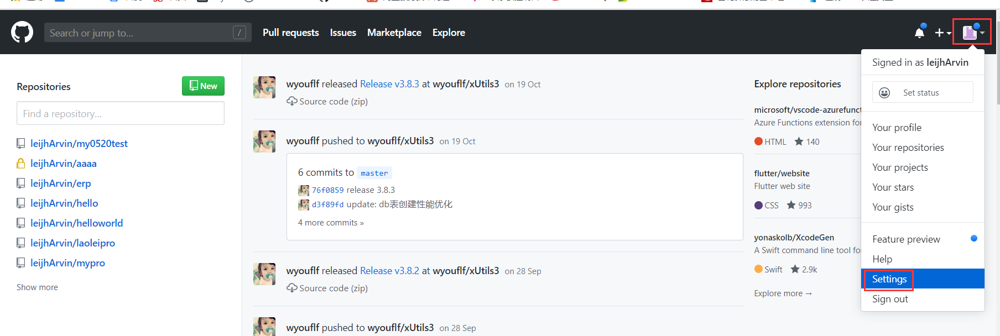 Search or jump to...
/
Pull requests
Issues
Marketplace
Explore
Repositories
New
Find a repository...
leijhArvin/my0520test
leijhArvin/aaaa
leijhArvin/erp
leijhArvin/hello
leijhArvin/helloworld
leijhArvin/laoleipro
leijhArvin/mypro
Show more
wyouflf released Release v3.8.3 at wyouflf/xUtils3 on 19 Oct
Source code (zip)
wyouflf pushed to wyouflf/xUtils3 on 19 Oct
6 commits to master
76f0859 release 3.8.3
d3f89fd update: db表创建性能优化
4 more commits »
wyouflf released Release v3.8.2 at wyouflf/xUtils3 on 28 Sep
Source code (zip)
wyouflf pushed to wyouflf/xUtils3 on 28 Sep
Explore repositories
microsoft/vscode-azurefunct
Azure Functions extension for
HTML 140
flutter/website
Flutter web site
CSS 993
yonaskolb/XcodeGen
A Swift command line tool fo
Swift 2.9k
Explore more →
Signed in as leijhArvin
Set status
Your profile
Your repositories
Your projects
Your stars
Your gists
Feature preview
Help
Settings
Sign out